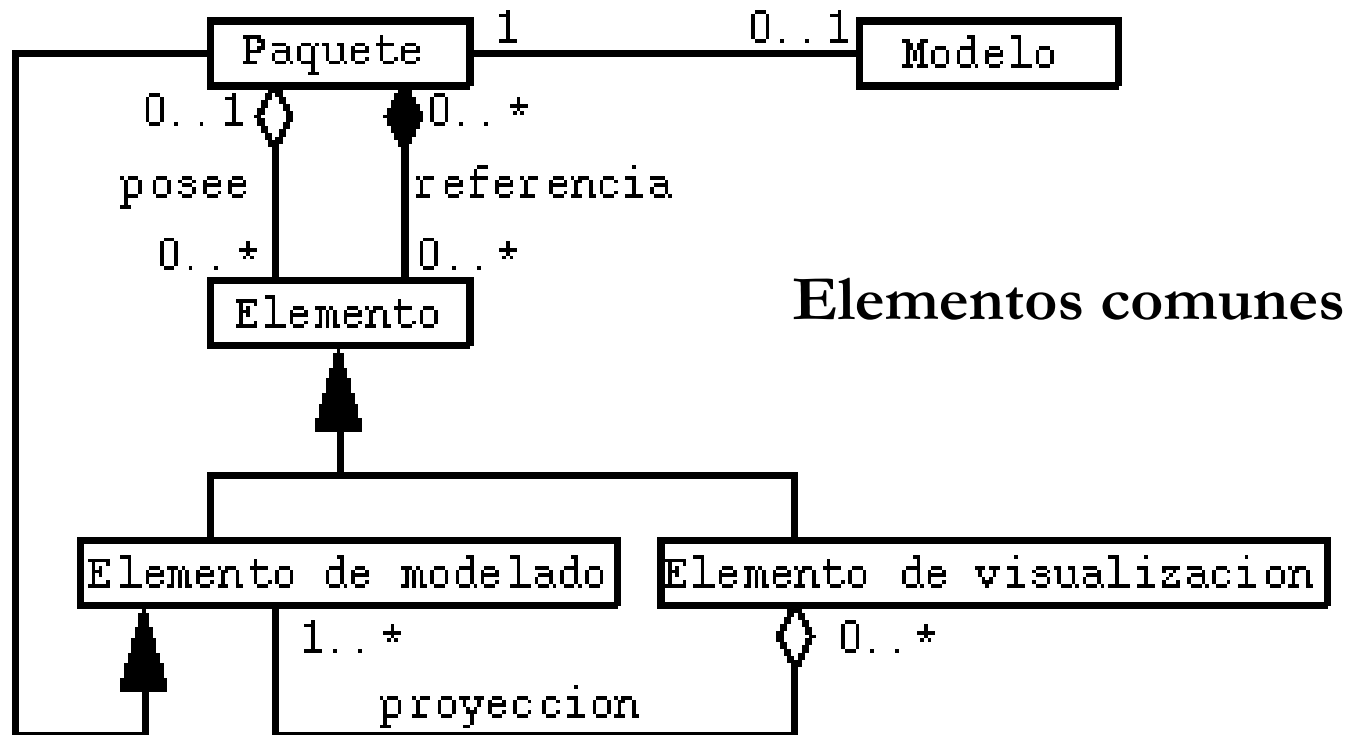 Paquete
1
0..1
Modelo
0..1
0..*
posee
referencia
0..*
0..*
Elemento
Elementos comunes
Elemento de modelado
Elemento de visualizacion
1..*
0..*
proyeccion